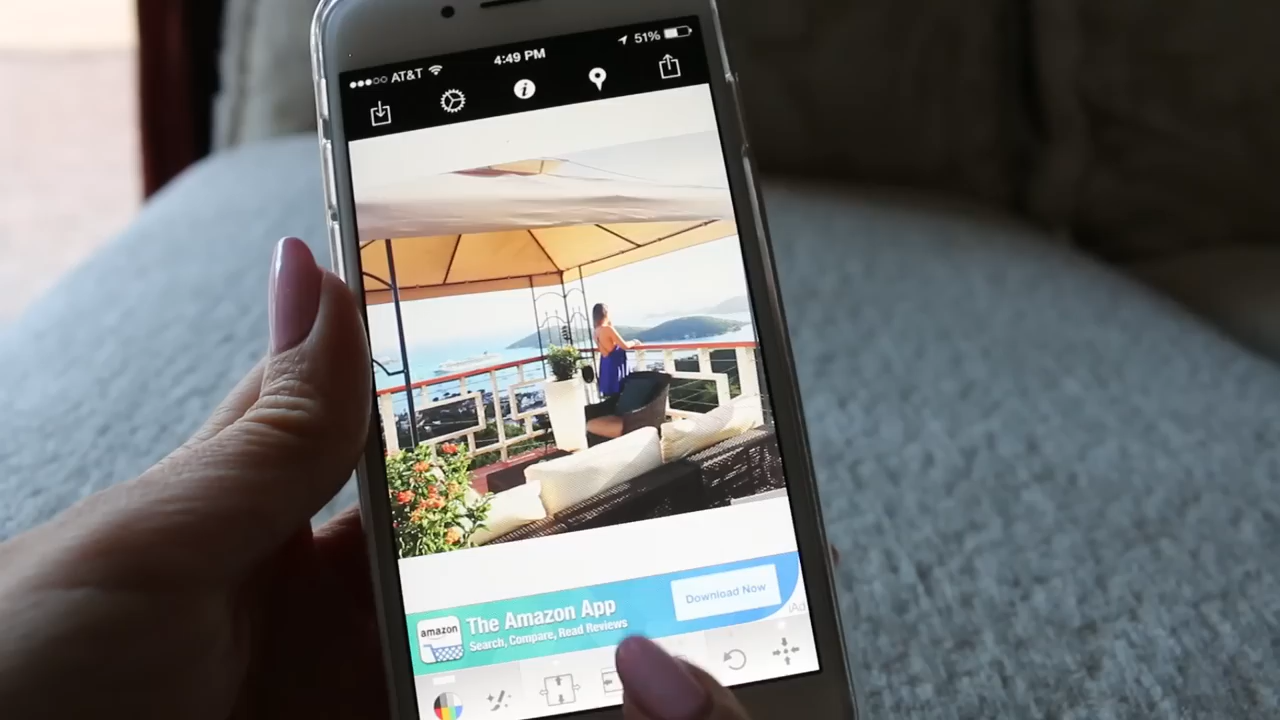 AT&T 4:49 PM 51%
amazon
The Amazon App
Search, Compare, Read Reviews
Download Now
iAd